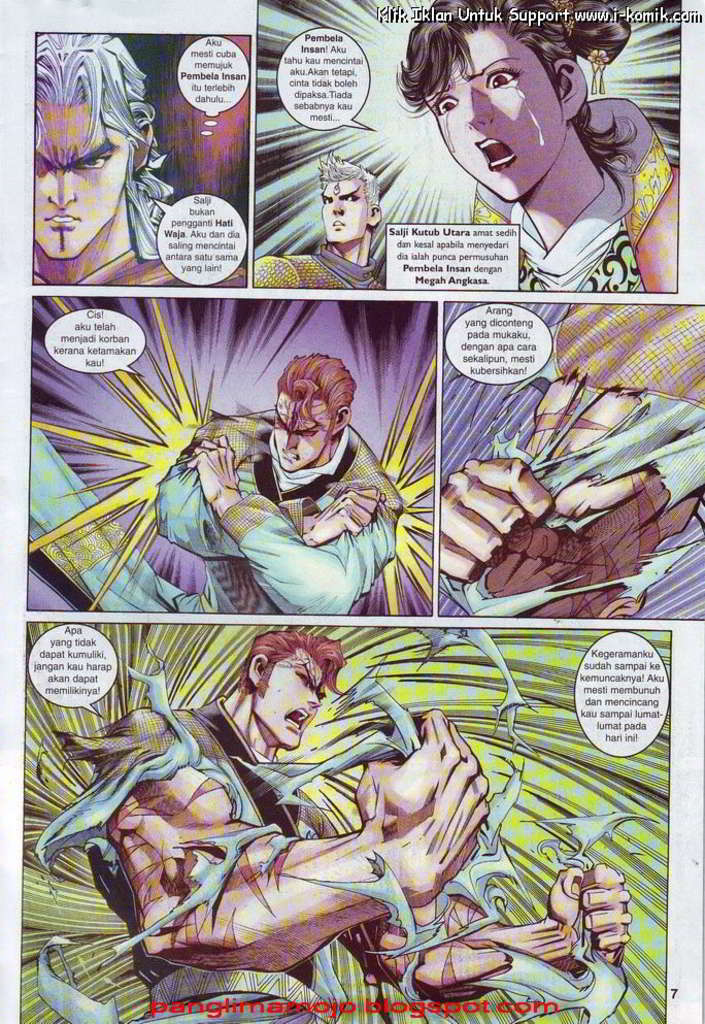 Klik Iklan Untuk Support www.i-komik.com
Aku
mesti cuba
memujuk
Pembela Insan
itu terlebih
dahulu...
Salji
bukan
pengganti Hati
Waja. Aku dan dia
saling mencintai
antara satu sama
yang lain!
Pembela
Insan! Aku
tahu kau mencintai
aku.Akan tetapi,
cinta tidak boleh
dipaksa.Tiada
sebabnya kau
mesti...
Salji Kutub Utara amat sedih
dan kesal apabila menyedari
dia ialah punca permusuhan
Pembela Insan dengan
Megah Angkasa.
Cis!
aku telah
menjadi korban
kerana ketamakan
kau!
Arang
yang diconteng
pada mukaku,
dengan apa cara
sekalipun, mesti
kubersihkan!
Apa
yang tidak
dapat kumuliki,
jangan kau harap
akan dapat
memilikinya!
Kegeramanku
sudah sampai ke
kemuncaknya! Aku
mesti membunuh
dan mencincang
kau sampai lumat-
lumat pada
hari ini!
7
panglimamojo.blogspot.com